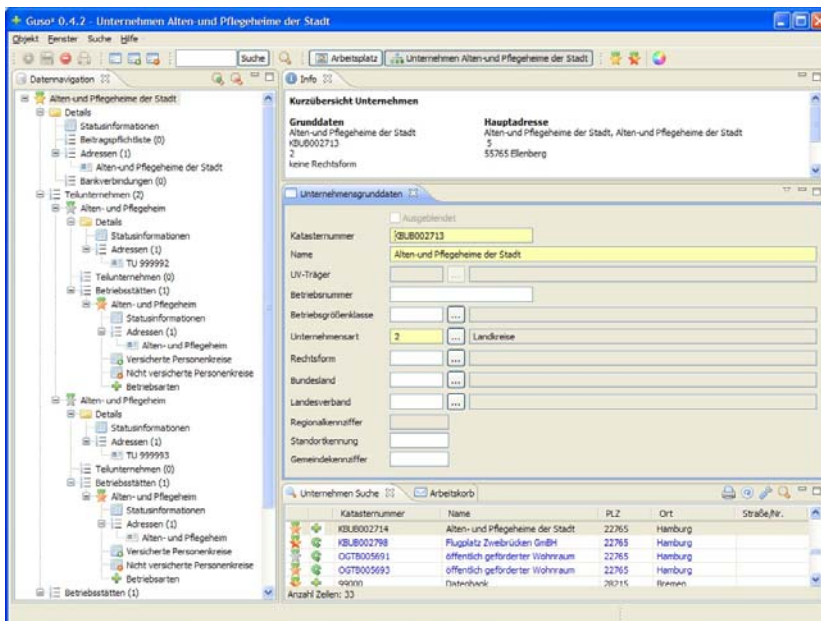 Guso² 0.4.2 - Unternehmen Alten-und Pflegeheime der Stadt
Objekt Fenster Suche Hilfe
Suche Arbeitsplatz Unternehmen Alten-und Pflegeheime der Stadt
Datennavigation
Alten-und Pflegeheime der Stadt
Details
Statusinformationen
Beitragspflichtliste (0)
Adressen (1)
Alten-und Pflegeheime der Stadt
Bankverbindungen (0)
Teilunternehmen (2)
Alten- und Pflegeheim
Details
Statusinformationen
Adressen (1)
TU 999992
Teilunternehmen (0)
Betriebsstätten (1)
Alten- und Pflegeheim
Statusinformationen
Adressen (1)
Alten- und Pflegeheim
Versicherte Personenkreise
Nicht versicherte Personenkreise
Betriebsarten
Alten- und Pflegeheim
Details
Statusinformationen
Adressen (1)
TU 999993
Teilunternehmen (0)
Betriebsstätten (1)
Alten- und Pflegeheim
Statusinformationen
Adressen (1)
Alten- und Pflegeheim
Versicherte Personenkreise
Nicht versicherte Personenkreise
Betriebsarten
Betriebsstätten (1)
Info
Kurzübersicht Unternehmen
Grunddaten Hauptadresse
Alten-und Pflegeheime der Stadt Alten-und Pflegeheime der Stadt, Alten-und Pflegeheime der Stadt
KBUB002713 5
2 55765 Ellenberg
keine Rechtsform
Unternehmensgrunddaten
Ausgeblendet
Katasternummer KBUB002713
Name Alten-und Pflegeheime der Stadt
UV-Träger ...
Betriebsnummer
Betriebsgrößenklasse ...
Unternehmensart 2 ... Landkreise
Rechtsform ...
Bundesland ...
Landesverband ...
Regionalkennziffer
Standortkennung
Gemeindekennziffer
Unternehmen Suche Arbeitskorb
Katasternummer Name PLZ Ort Straße/Nr.
KBUB002714 Alten- und Pflegeheime der Stadt 22765 Hamburg
KBUB002798 Flugplatz Zweibrücken GmbH 22765 Hamburg
OGTB005691 öffentlich geförderter Wohnraum 22765 Hamburg
OGTB005693 öffentlich geförderter Wohnraum 22765 Hamburg
99000 Datenbank 28215 Bremen
Anzahl Zeilen: 33